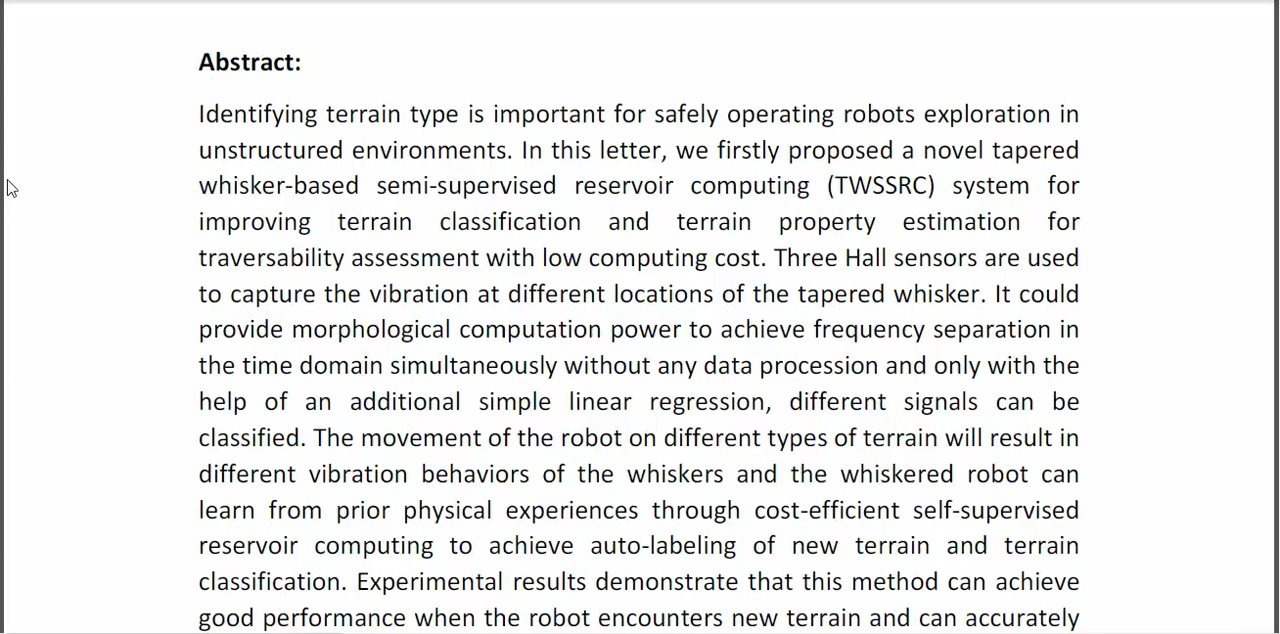 Abstract:
Identifying terrain type is important for safely operating robots exploration in
unstructured environments. In this letter, we firstly proposed a novel tapered
whisker-based semi-supervised reservoir computing (TWSSRC) system for
improving terrain classification and terrain property estimation for
traversability assessment with low computing cost. Three Hall sensors are used
to capture the vibration at different locations of the tapered whisker. It could
provide morphological computation power to achieve frequency separation in
the time domain simultaneously without any data procession and only with the
help of an additional simple linear regression, different signals can be
classified. The movement of the robot on different types of terrain will result in
different vibration behaviors of the whiskers and the whiskered robot can
learn from prior physical experiences through cost-efficient self-supervised
reservoir computing to achieve auto-labeling of new terrain and terrain
classification. Experimental results demonstrate that this method can achieve
good performance when the robot encounters new terrain and can accurately